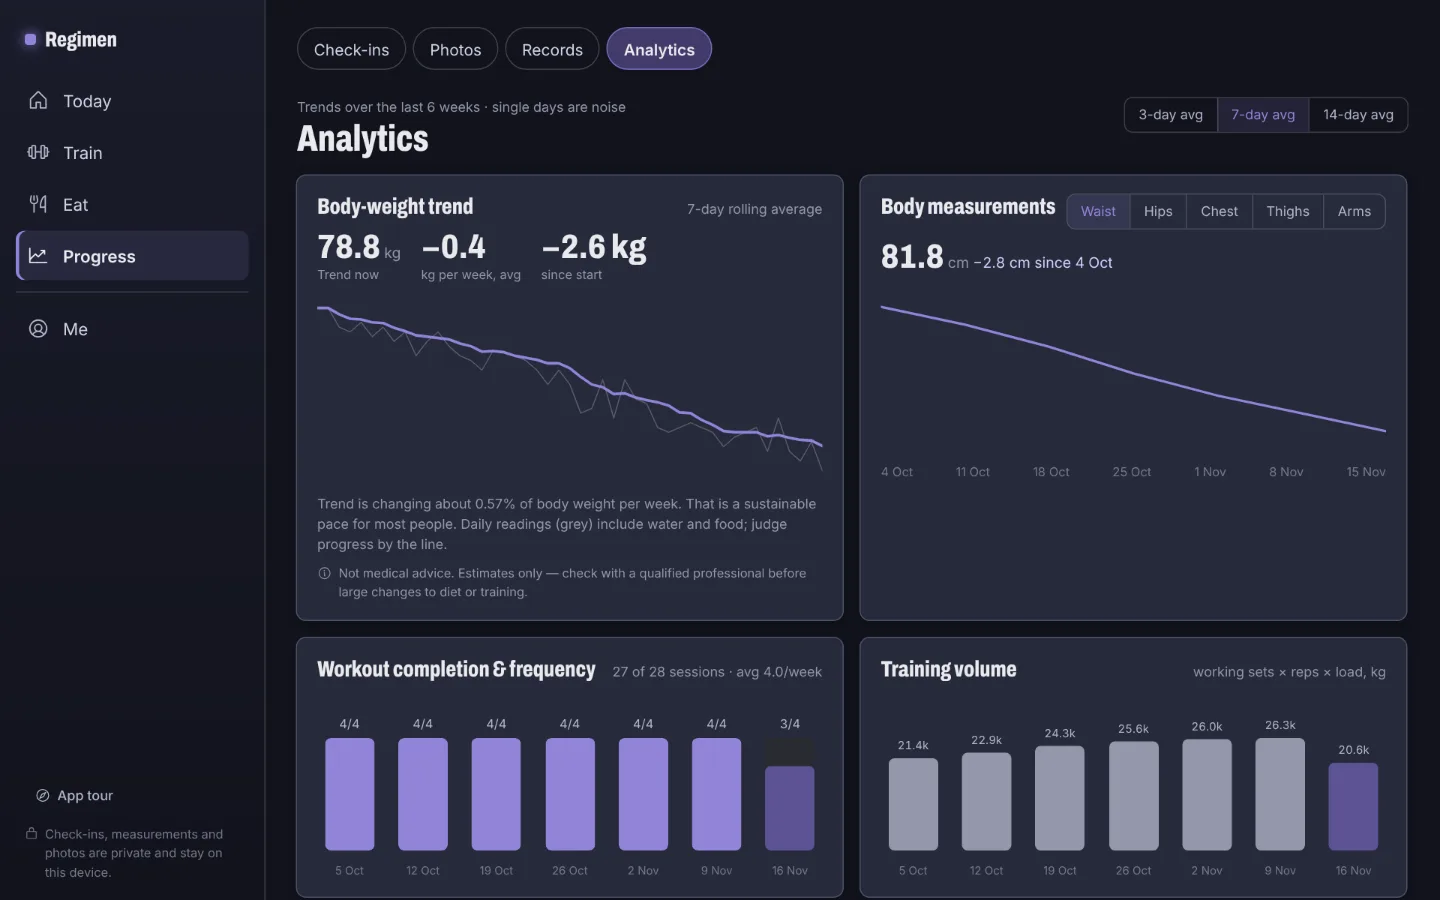 Regimen
Today
Train
Eat
Progress
Me
App tour
Check-ins, measurements and
photos are private and stay on
this device.
Check-ins
Photos
Records
Analytics
Trends over the last 6 weeks · single days are noise
Analytics
3-day avg
7-day avg
14-day avg
Body-weight trend
7-day rolling average
78.8 kg
Trend now
−0.4
kg per week, avg
−2.6 kg
since start
Trend is changing about 0.57% of body weight per week. That is a sustainable
pace for most people. Daily readings (grey) include water and food; judge
progress by the line.
Not medical advice. Estimates only — check with a qualified professional before
large changes to diet or training.
Body measurements
Waist
Hips
Chest
Thighs
Arms
81.8 cm −2.8 cm since 4 Oct
4 Oct
11 Oct
18 Oct
25 Oct
1 Nov
8 Nov
15 Nov
Workout completion & frequency
27 of 28 sessions · avg 4.0/week
4/4
4/4
4/4
4/4
4/4
4/4
3/4
5 Oct
12 Oct
19 Oct
26 Oct
2 Nov
9 Nov
16 Nov
Training volume
working sets × reps × load, kg
21.4k
22.9k
24.3k
25.6k
26.0k
26.3k
20.6k
5 Oct
12 Oct
19 Oct
26 Oct
2 Nov
9 Nov
16 Nov